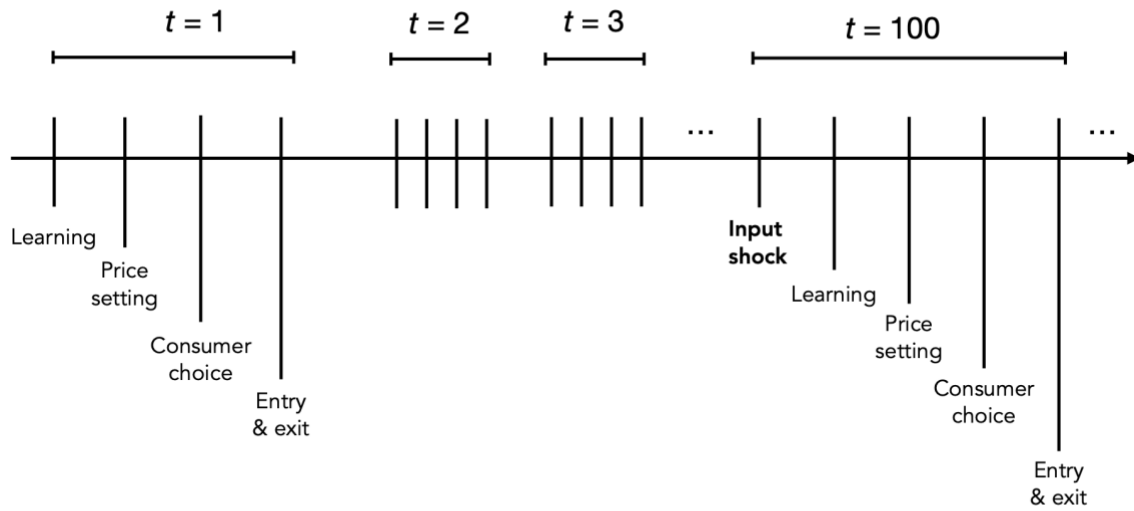 t = 1
t = 2
t = 3
t = 100
...
...
Learning
Price
setting
Consumer
choice
Entry
& exit
Input
shock
Learning
Price
setting
Consumer
choice
Entry
& exit